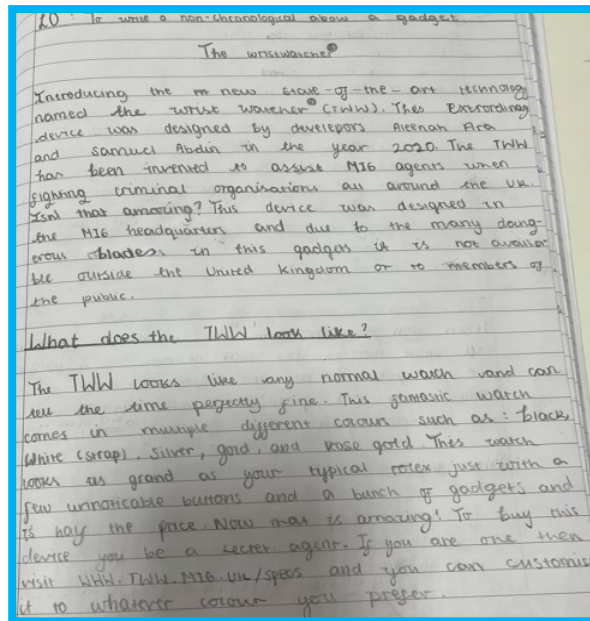 LO: To write a non-chronological about a gadget
The wristwatcher
Introducing the new state-of-the-art technology
named the wrist watcher (TWW). This Extrordinay
device was designed by developors Aleenah Ara
and samuel Abdin in the year 2020. The TWW
has been invented to assist MI6 agents when
fighting criminal organisations all around the UK.
Isnt that amazing? This device was designed in
the MI6 headquarters and due to the many dang-
erous blades in this gadges it is not availac
ble outside the United Kingdom or to members of
the public.
What does the TWW look like?
The TWW looks like any normal watch and can
tell the time perfectly fine. This fantastic watch
comes in multiple different colours such as: black,
white (strap). Silver, gold, and rose gold. This watch
looks as grand as your typical rolex just with a
few unnoticable buttons and a bunch of gadgets and
is hay the price. Now that is amazing! To buy this
device you be a secret agent. If you are one then
visit WWW.TWW.MI6.UK/specs and you can customis
it to whatever colour you prefer.